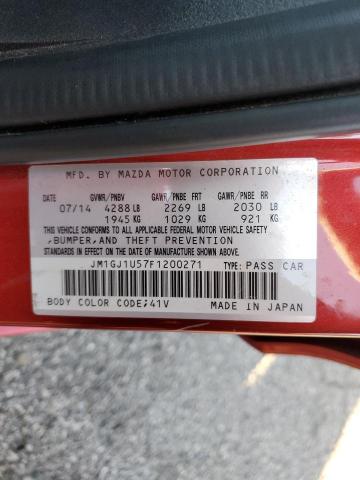 MFD. BY MAZDA MOTOR CORPORATION
DATE GVWR/PNBV GAWR/PNBE FRT GAWR/PNBE RR
07/14 4288 LB 2269 LB 2030 LB
1945 KG 1029 KG 921 KG
THIS VEHICLE CONFORMS TO ALL APPLICABLE FEDERAL MOTOR VEHICLE SAFETY
,BUMPER,AND THEFT PREVENTION
STANDARDS IN EFFECT ON THE DATE OF MANUFACTURE SHOWN ABOVE.
JM1GJ1U57F1200271 TYPE: PASS CAR
BODY COLOR CODE;41V MADE IN JAPAN